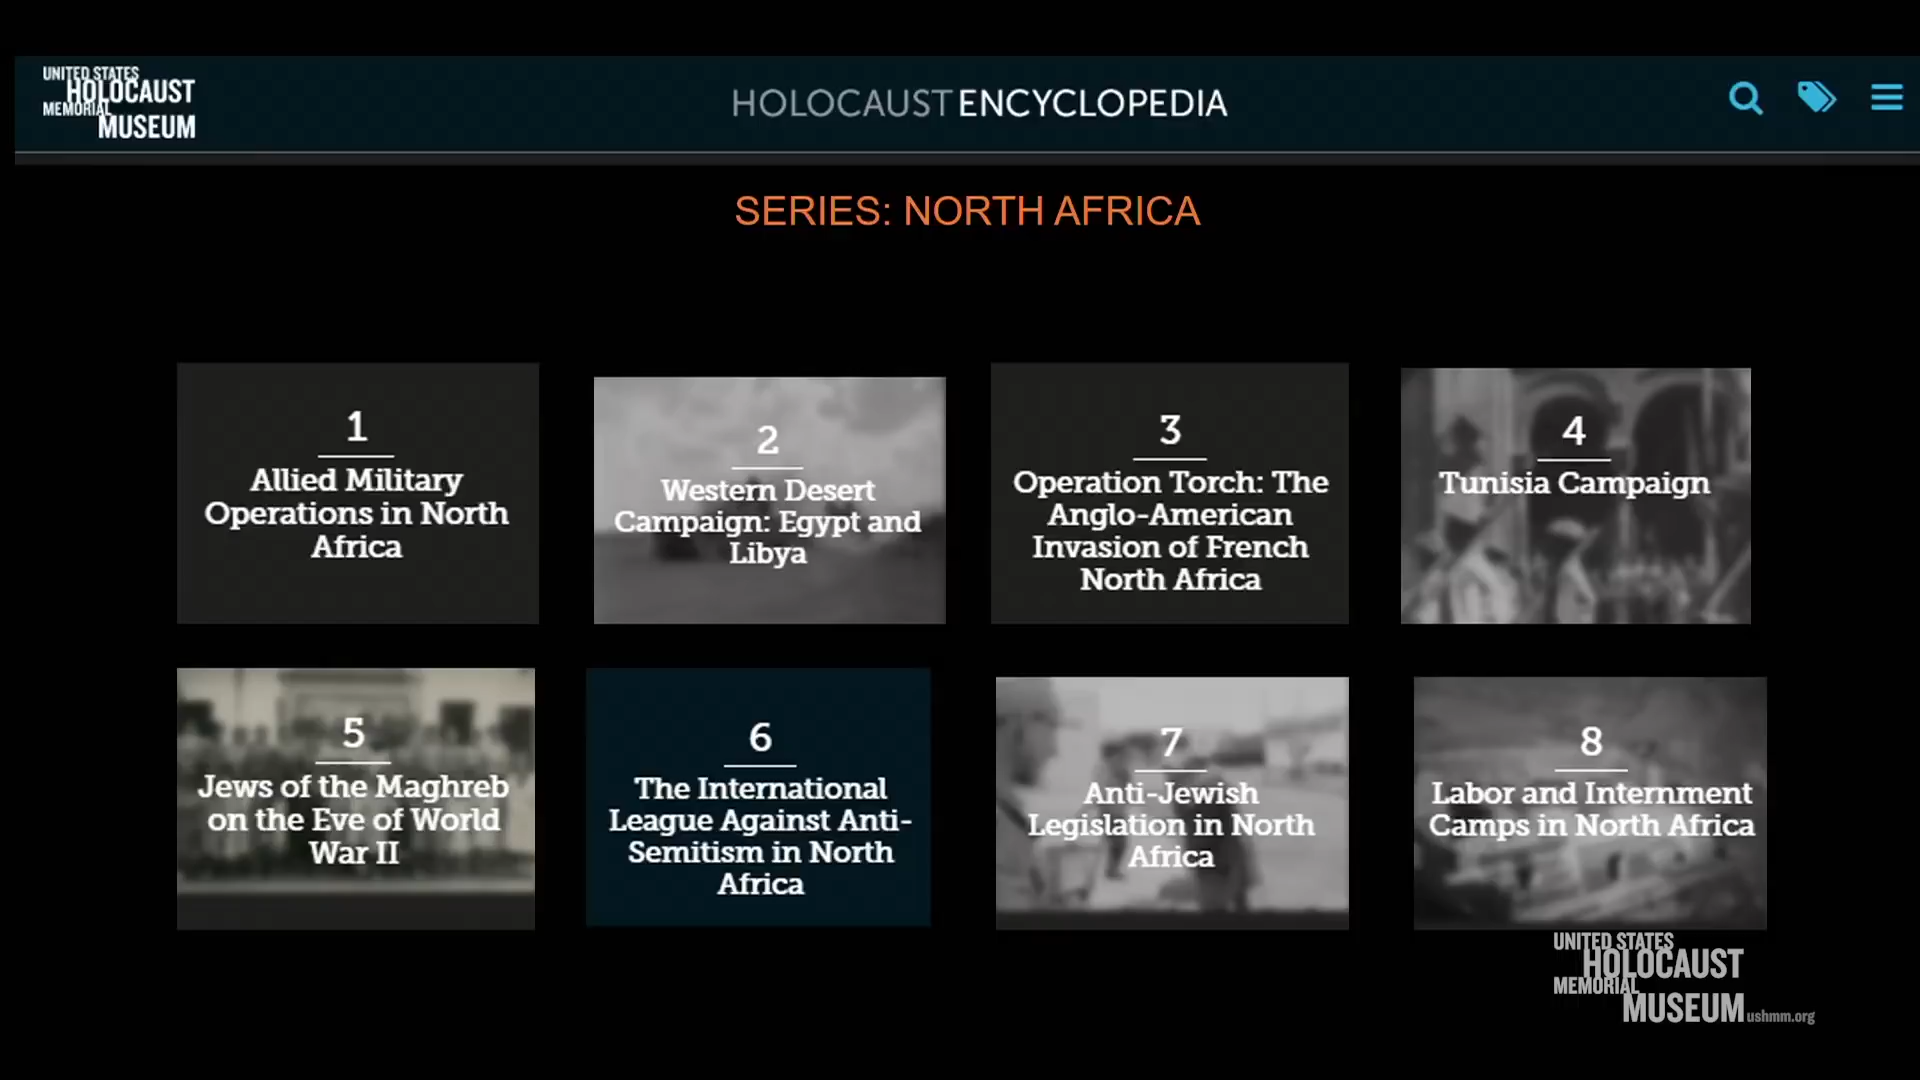 UNITED STATES
HOLOCAUST
MEMORIAL
MUSEUM
HOLOCAUST ENCYCLOPEDIA
SERIES: NORTH AFRICA
1
Allied Military
Operations in North
Africa
2
Western Desert
Campaign: Egypt and
Libya
3
Operation Torch: The
Anglo-American
Invasion of French
North Africa
4
Tunisia Campaign
5
Jews of the Maghreb
on the Eve of World
War II
6
The International
League Against Anti-
Semitism in North
Africa
7
Anti-Jewish
Legislation in North
Africa
8
Labor and Internment
Camps in North Africa
UNITED STATES
HOLOCAUST
MEMORIAL
MUSEUM ushmm.org